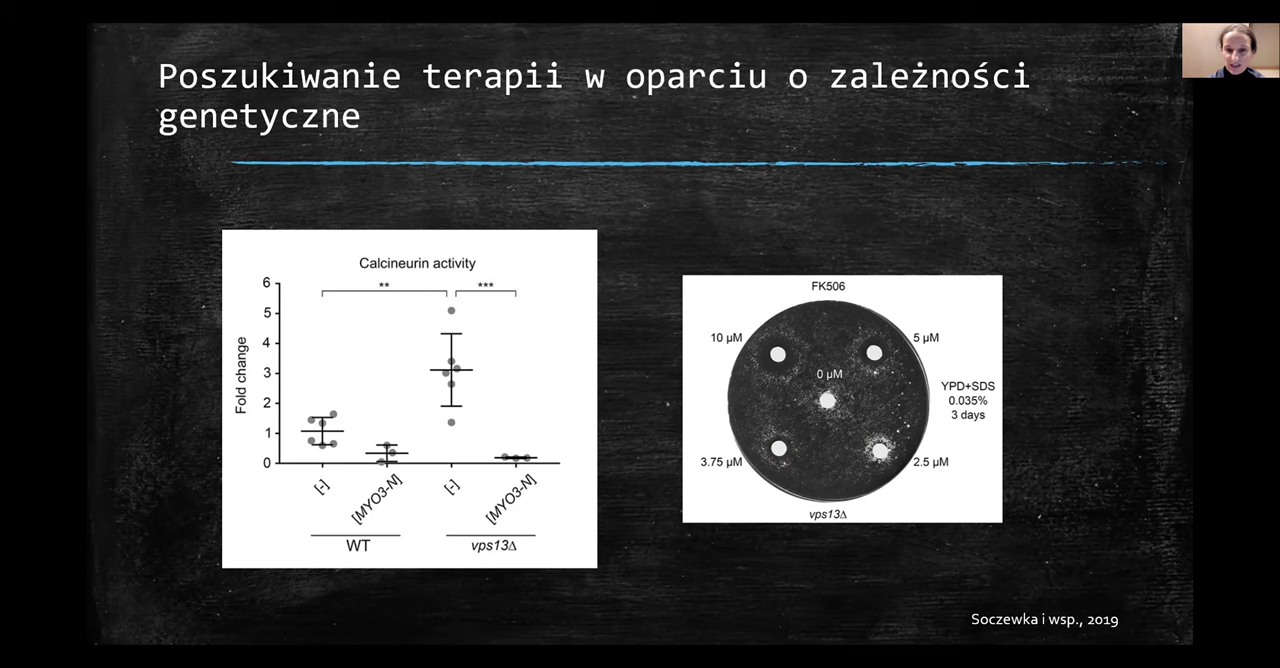 Poszukiwanie terapii w oparciu o zależności
genetyczne
Calcineurin activity
Fold change
6
5
4
3
2
1
0
**
***
[-]
[MYO3-N]
[-]
[MYO3-N]
WT
vps13Δ
FK506
10 µM
5 µM
0 µM
YPD+SDS
0.035%
3 days
3.75 µM
2.5 µM
vps13Δ
Soczewka i wsp., 2019